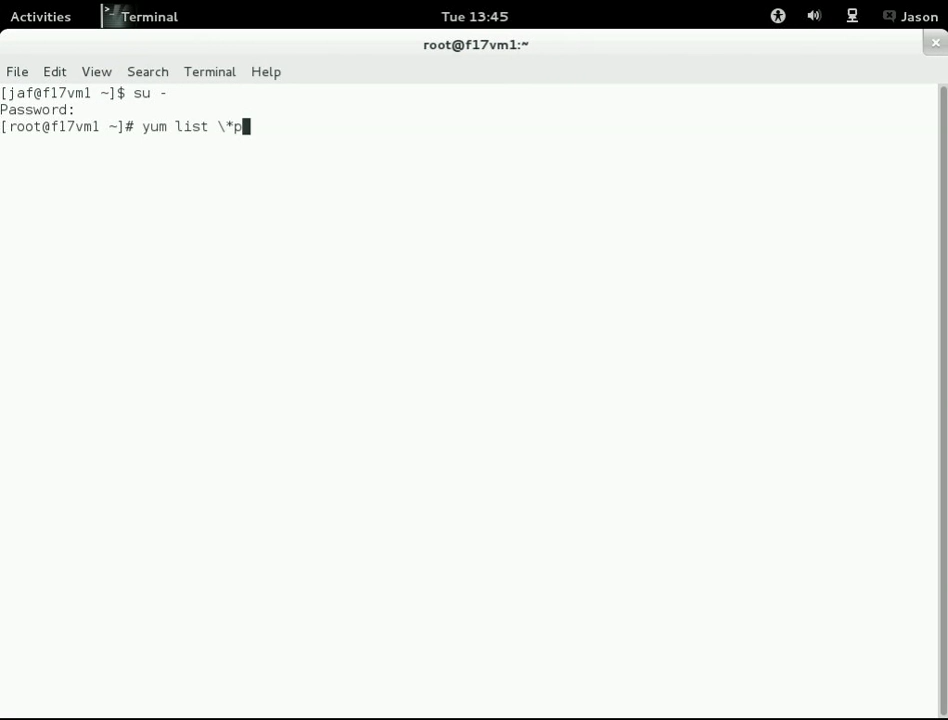 Activities Terminal Tue 13:45 Jason
root@f17vm1:~
File Edit View Search Terminal Help
[jaf@f17vm1 ~]$ su -
Password:
[root@f17vm1 ~]# yum list \*p